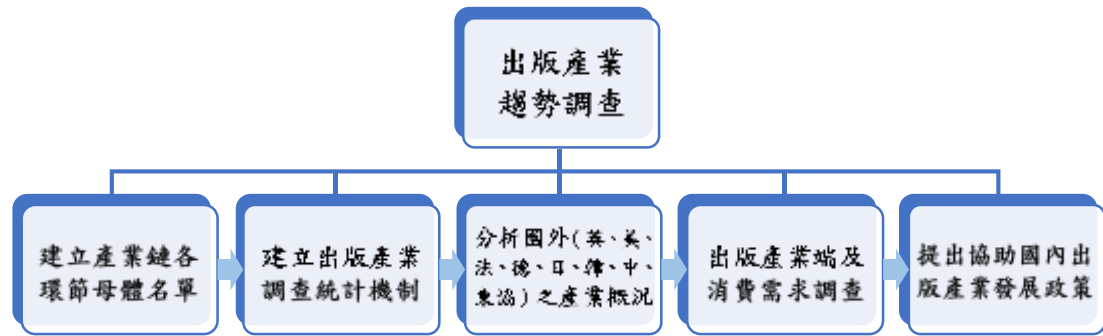 出版產業
趨勢調查
建立產業鏈各
環節母體名單
建立出版產業
調查統計機制
分析國外(英、美、
法、德、日、韓、中、
東協)之產業概況
出版產業端及
消費需求調查
提出協助國內出
版產業發展政策